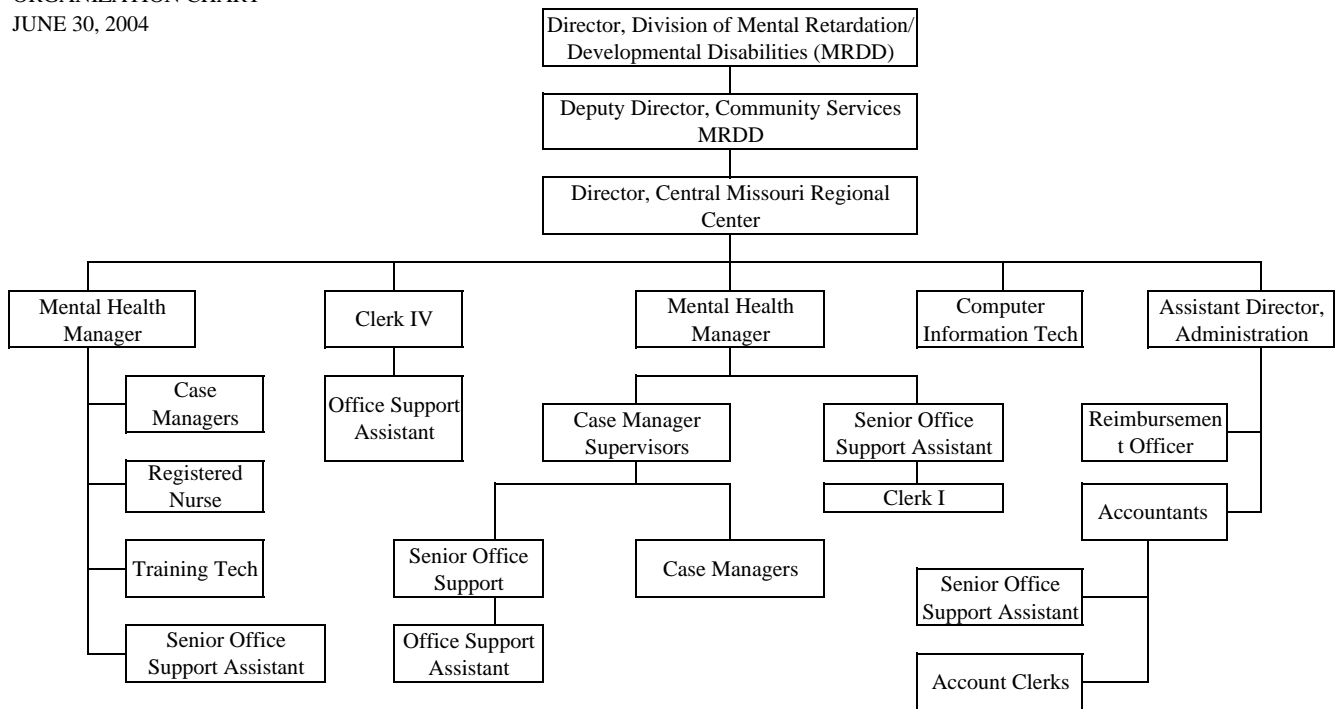 ORGANIZATION CHART
JUNE 30, 2004
Director, Division of Mental Retardation/
Developmental Disabilities (MRDD)
Deputy Director, Community Services
MRDD
Director, Central Missouri Regional
Center
Mental Health
Manager
Clerk IV
Mental Health
Manager
Computer
Information Tech
Assistant Director,
Administration
Case
Managers
Office Support
Assistant
Case Manager
Supervisors
Senior Office
Support Assistant
Reimbursemen
t Officer
Registered
Nurse
Clerk I
Accountants
Training Tech
Senior Office
Support
Case Managers
Senior Office
Support Assistant
Senior Office
Support Assistant
Office Support
Assistant
Account Clerks